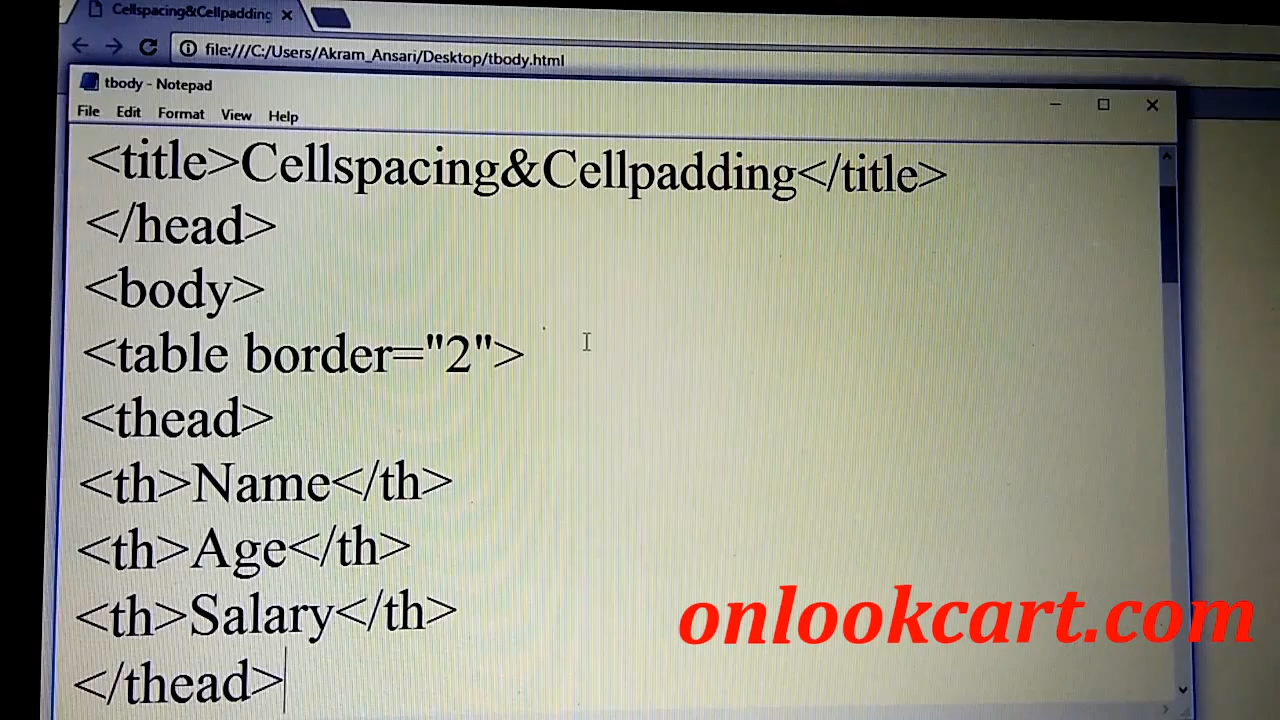 Cellspacing&Cellpadding
file:///C:/Users/Akram_Ansari/Desktop/tbody.html
tbody - Notepad
File Edit Format View Help
<title>Cellspacing&Cellpadding</title>
</head>
<body>
<table border="2">
<thead>
<th>Name</th>
<th>Age</th>
<th>Salary</th>
</thead>
onlookcart.com